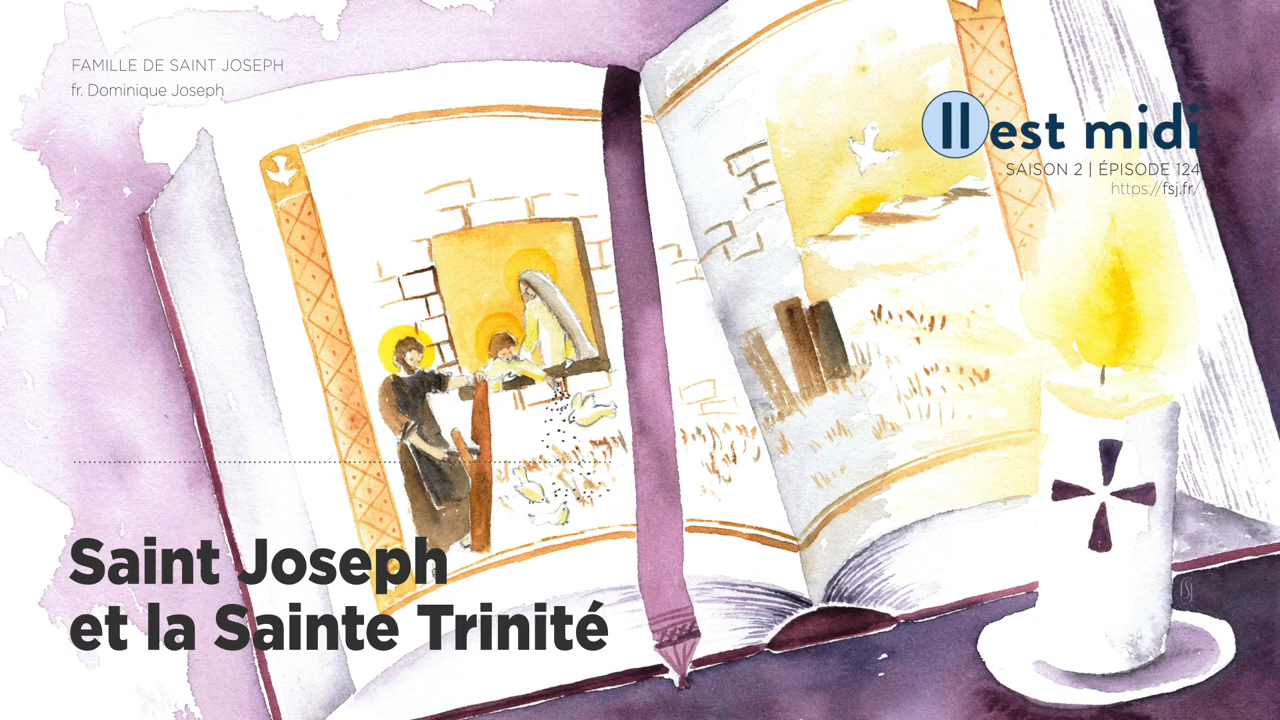 FAMILLE DE SAINT JOSEPH
fr. Dominique Joseph
Il est midi
SAISON 2 | ÉPISODE 124
https://fsj.fr/
Saint Joseph
et la Sainte Trinité
fsj